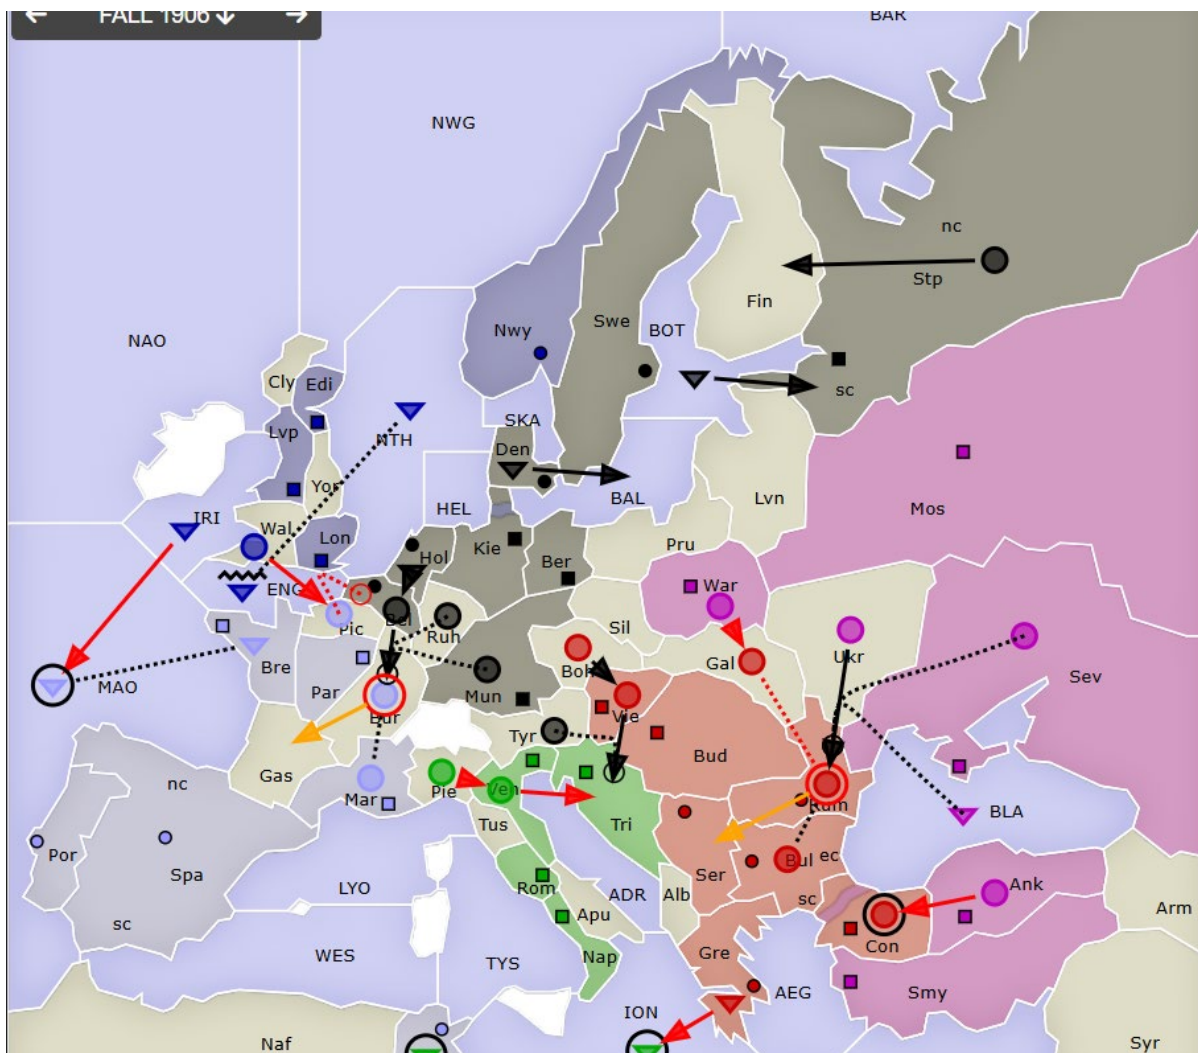 ← FALL 1906 ↓ →
BAR
NWG
nc
Stp
Fin
Swe
BOT
Nwy
NAO
Cly
Edi
sc
SKA
NTH
Lvp
Den
Yor
Lvn
BAL
HEL
Mos
IRI
Wal
Lon
Kie
Pru
Hol
Ber
War
ENG
Bel
Pic
Ruh
Sil
Ukr
Sev
Bre
Gal
Boh
MAO
Par
Mun
Vie
Bur
Tyr
Bud
nc
Gas
Mar
Pie
Ven
Rum
BLA
Tus
Tri
Por
Spa
Bul
ec
Ser
Ank
LYO
Rom
ADR
Alb
sc
Arm
sc
Apu
Con
WES
TYS
Nap
Gre
AEG
Smy
ION
Naf
Syr